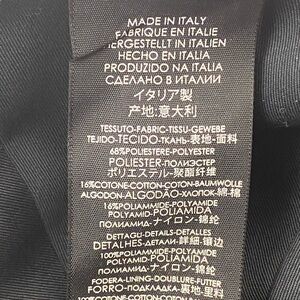 MADE IN ITALY
FABRIQUE EN ITALIE
HERGESTELLT IN ITALIEN
HECHO EN ITALIA
PRODUZIDO NA ITALIA
СДЕЛАНО В ИТАЛИИ
イタリア製
产地:意大利
TESSUTO-FABRIC-TISSU-GEWEBE
TEJIDO-TECIDO-ТКАНЬ-表地-面料
68%POLIESTERE-POLYESTER
POLIESTER-ПОЛИЭСТЕР
ポリエステル-聚酯纤维
16%COTONE-COTTON-COTON-BAUMWOLLE
ALGODON-ALGODÃO-ХЛОПОК-綿-棉
16%POLIAMMIDE-POLYAMIDE
POLYAMID-POLIAMIDA
ПОЛИАМИД-ナイロン-锦纶
DETTAGLI-DETAILS-DETALLES
DETALHES-ДЕТАЛИ-詳細-镶边
100%POLIAMMIDE-POLYAMIDE
POLYAMID-POLIAMIDA
ПОЛИАМИД-ナイロン-锦纶
FODERA-LINING-DOUBLURE-FUTTER
FORRO-ПОДКЛАДКА-裏地-里料
100%COTONE-COTTON-COTON-